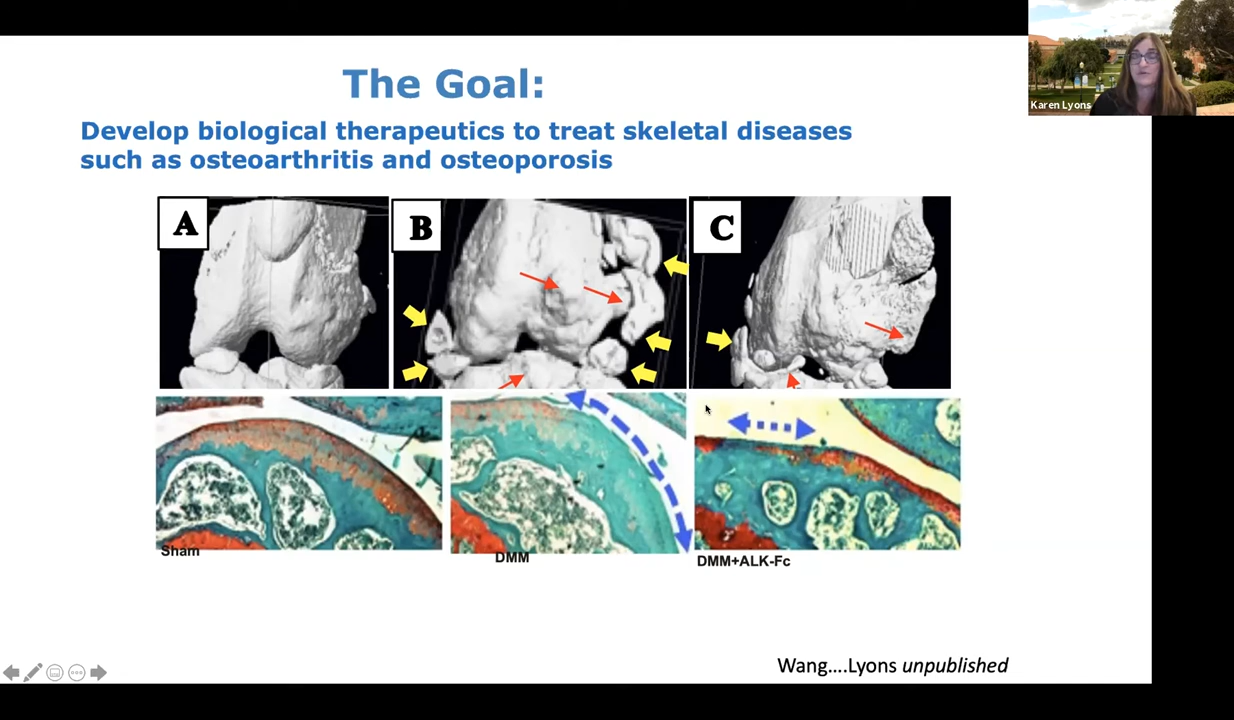 Karen Lyons
The Goal:
Develop biological therapeutics to treat skeletal diseases
such as osteoarthritis and osteoporosis
A
B
C
Sham
DMM
DMM+ALK-Fc
Wang....Lyons unpublished